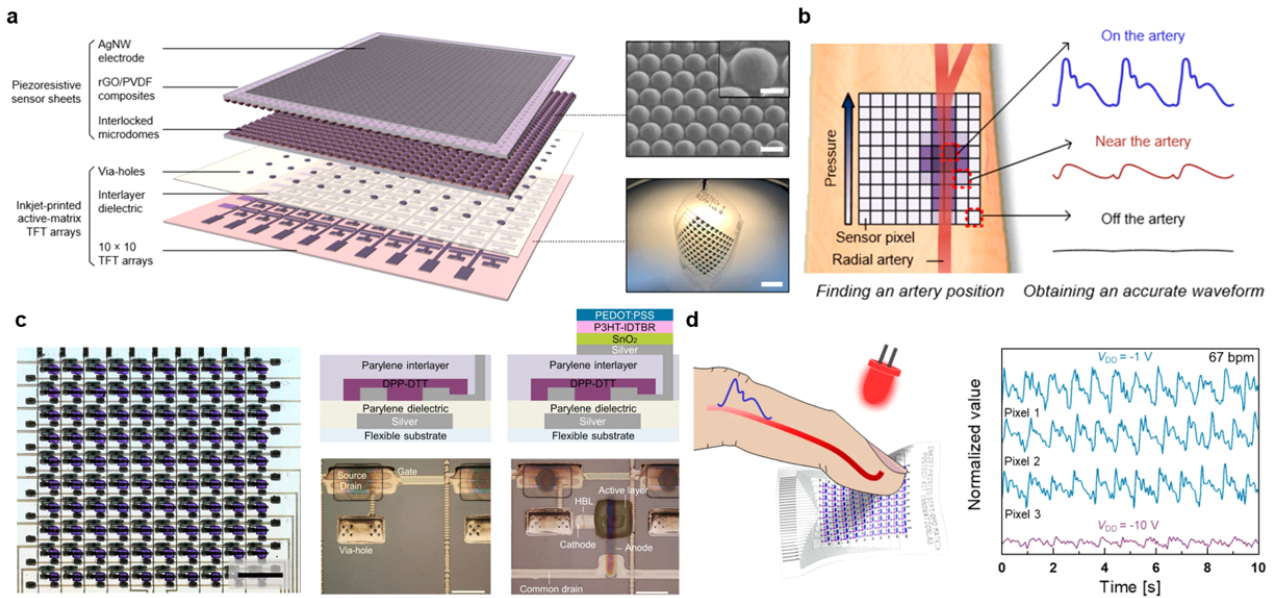 a
AgNW
electrode
Piezoresistive
sensor sheets
rGO/PVDF
composites
Interlocked
microdomes
Via-holes
Inkjet-printed
active-matrix
TFT arrays
Interlayer
dielectric
10 × 10
TFT arrays
b
On the artery
Near the artery
Off the artery
Pressure
Sensor pixel
Radial artery
Finding an artery position
Obtaining an accurate waveform
c
Parylene interlayer
DPP-DTT
Parylene dielectric
Silver
Flexible substrate
PEDOT:PSS
P3HT-IDTBR
SnO₂
Silver
Parylene interlayer
DPP-DTT
Parylene dielectric
Silver
Flexible substrate
Source
Drain
Gate
Via-hole
Active layer
HBL
Cathode
Anode
Common drain
d
Normalized value
V_DD = -1 V
67 bpm
Pixel 1
Pixel 2
Pixel 3
V_DD = -10 V
0 2 4 6 8 10
Time [s]